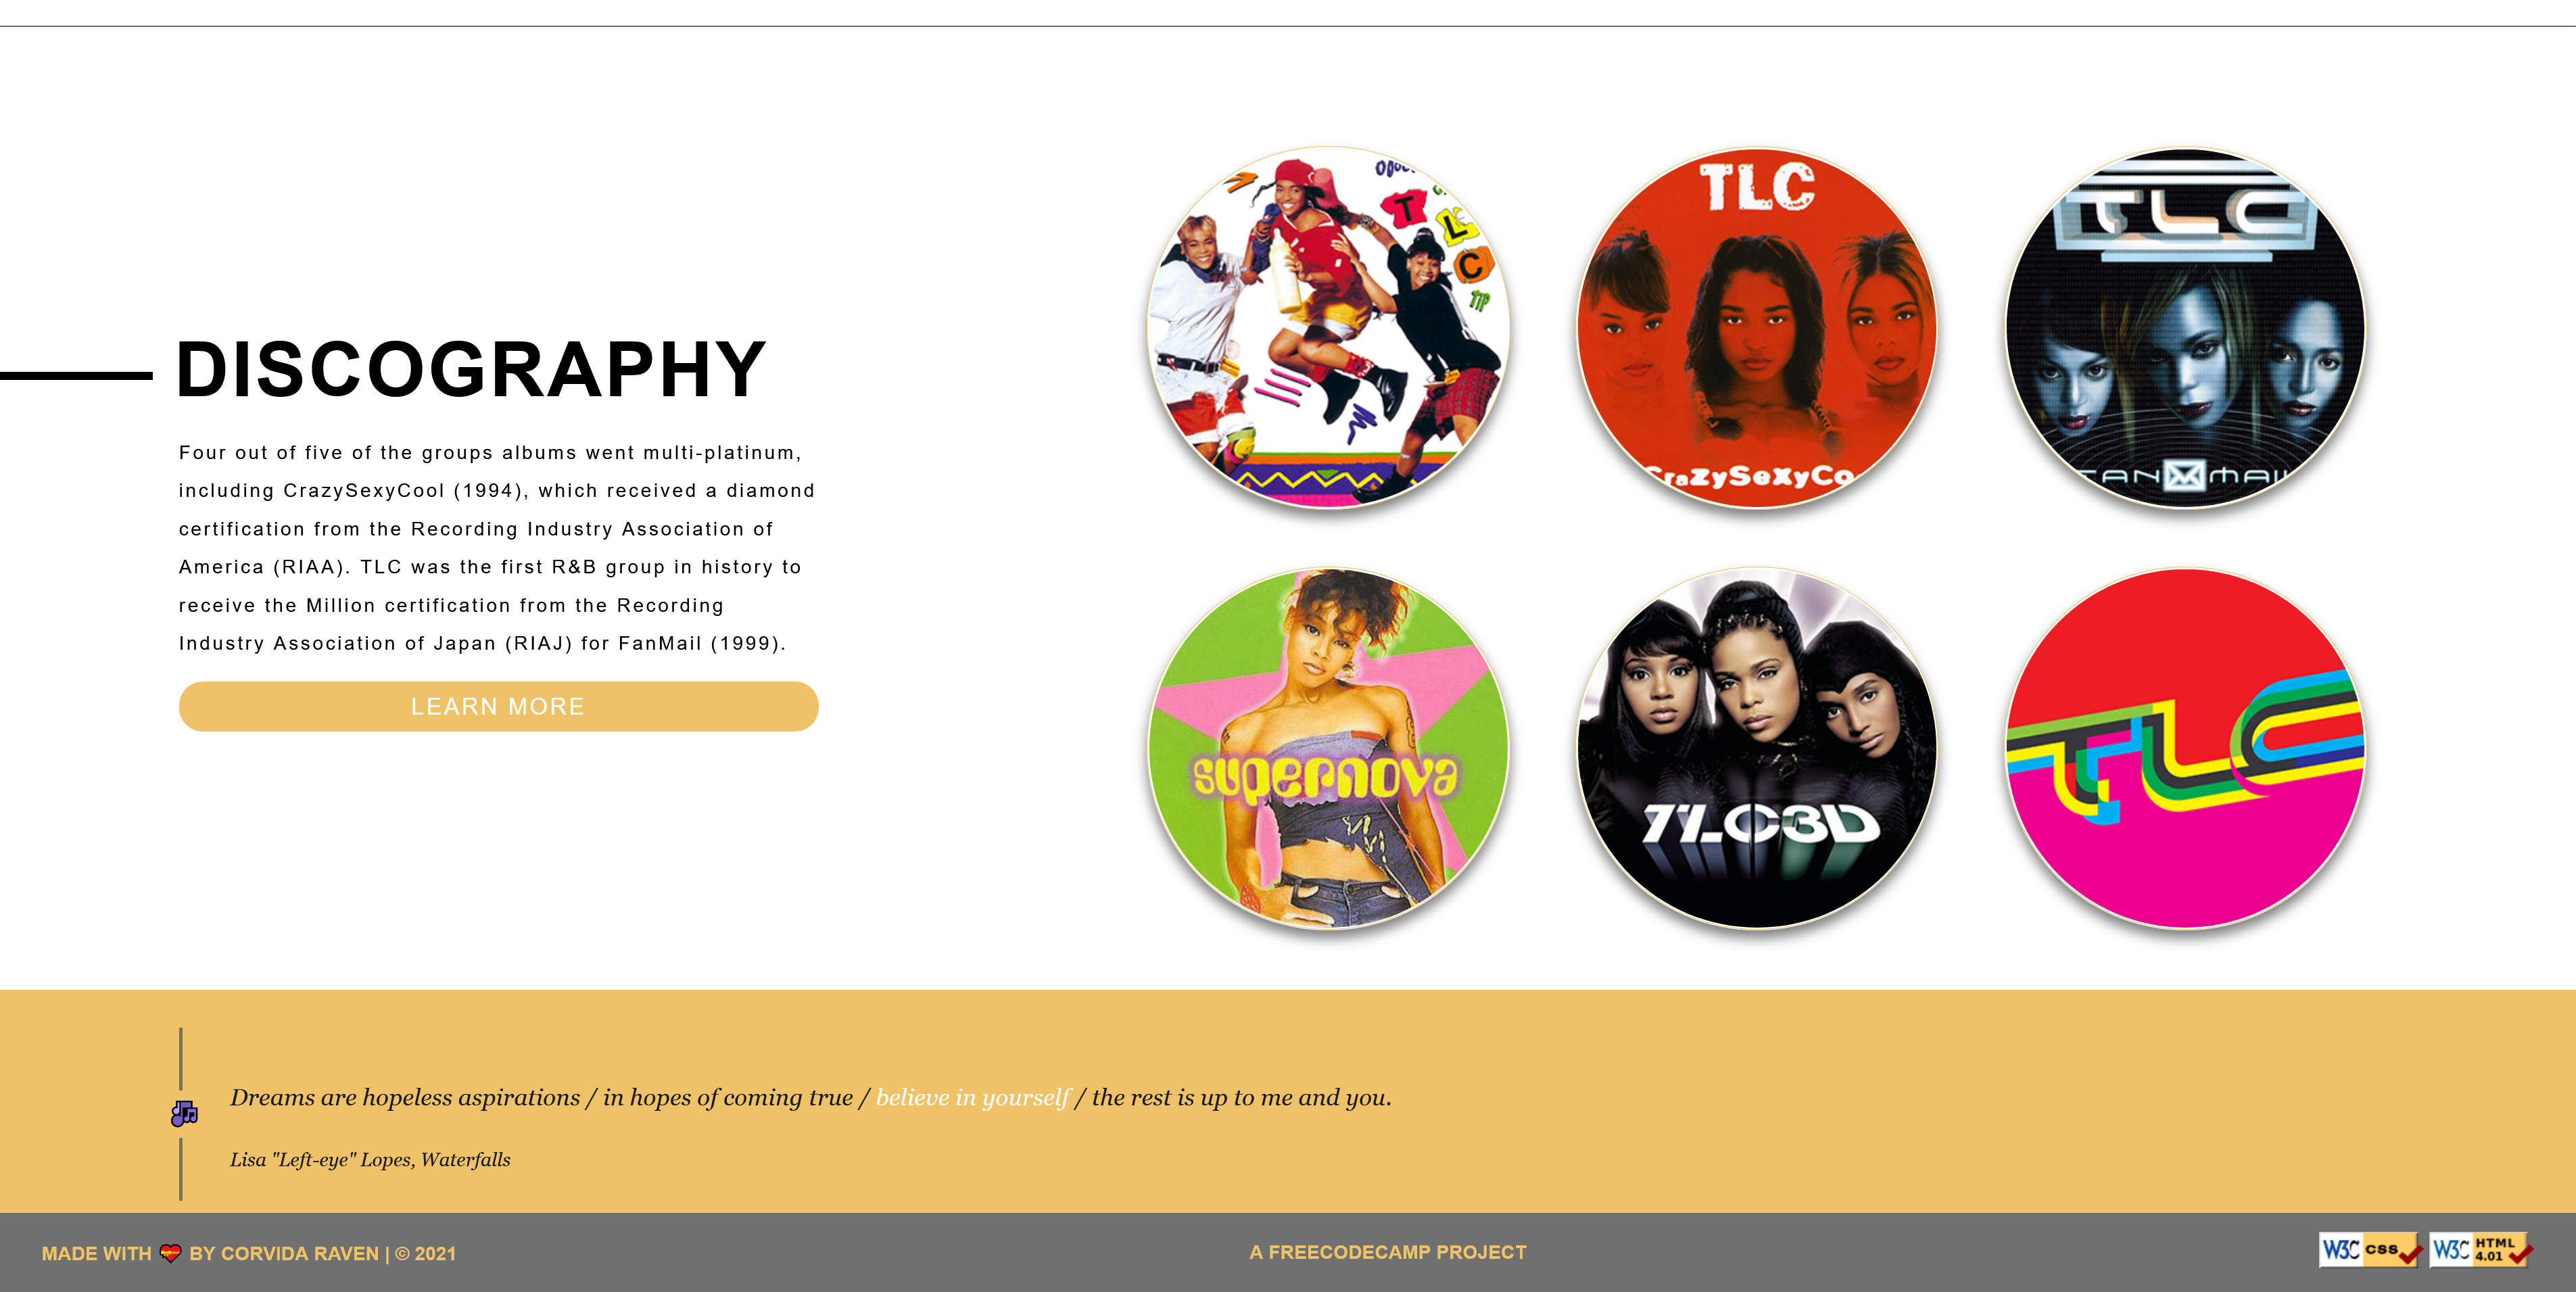 DISCOGRAPHY
Four out of five of the groups albums went multi-platinum,
including CrazySexyCool (1994), which received a diamond
certification from the Recording Industry Association of
America (RIAA). TLC was the first R&B group in history to
receive the Million certification from the Recording
Industry Association of Japan (RIAJ) for FanMail (1999).
LEARN MORE
T
L
C
TIP
TLC
CraZySeXyCo
TLC
FANMAIL
supernova
TLC3D
TLC
Dreams are hopeless aspirations / in hopes of coming true / believe in yourself / the rest is up to me and you.
Lisa "Left-eye" Lopes, Waterfalls
MADE WITH BY CORVIDA RAVEN | © 2021
A FREECODECAMP PROJECT
W3C CSS
W3C HTML 4.01